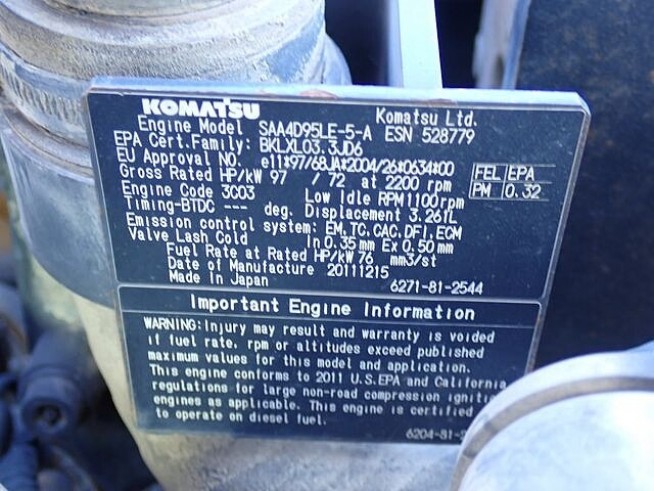 KOMATSU Komatsu Ltd.
Engine Model SAA4D95LE-5-A ESN 528779
EPA Cert.Family: BKLXL03.3JD6
EU Approval NO. e11*97/68JA*2004/26*0634*00
Gross Rated HP/kW 97 / 72 at 2200 rpm
FEL EPA
PM 0.32
Engine Code 3C03 Low Idle RPM 1100rpm
Timing-BTDC --- deg. Displacement 3.261L
Emission control system: EM,TC,CAC,DFI,ECM
Valve Lash Cold In 0.35 mm Ex 0.50 mm
Fuel Rate at Rated HP/kW 76 mm3/st
Date of Manufacture 20111215
Made in Japan 6271-81-2544
Important Engine Information
WARNING: Injury may result and warranty is voided
if fuel rate, rpm or altitudes exceed published
maximum values for this model and application.
This engine conforms to 2011 U.S.EPA and California
regulations for large non-road compression
engines as applicable. This engine is certified
to operate on diesel fuel.
6204-81-